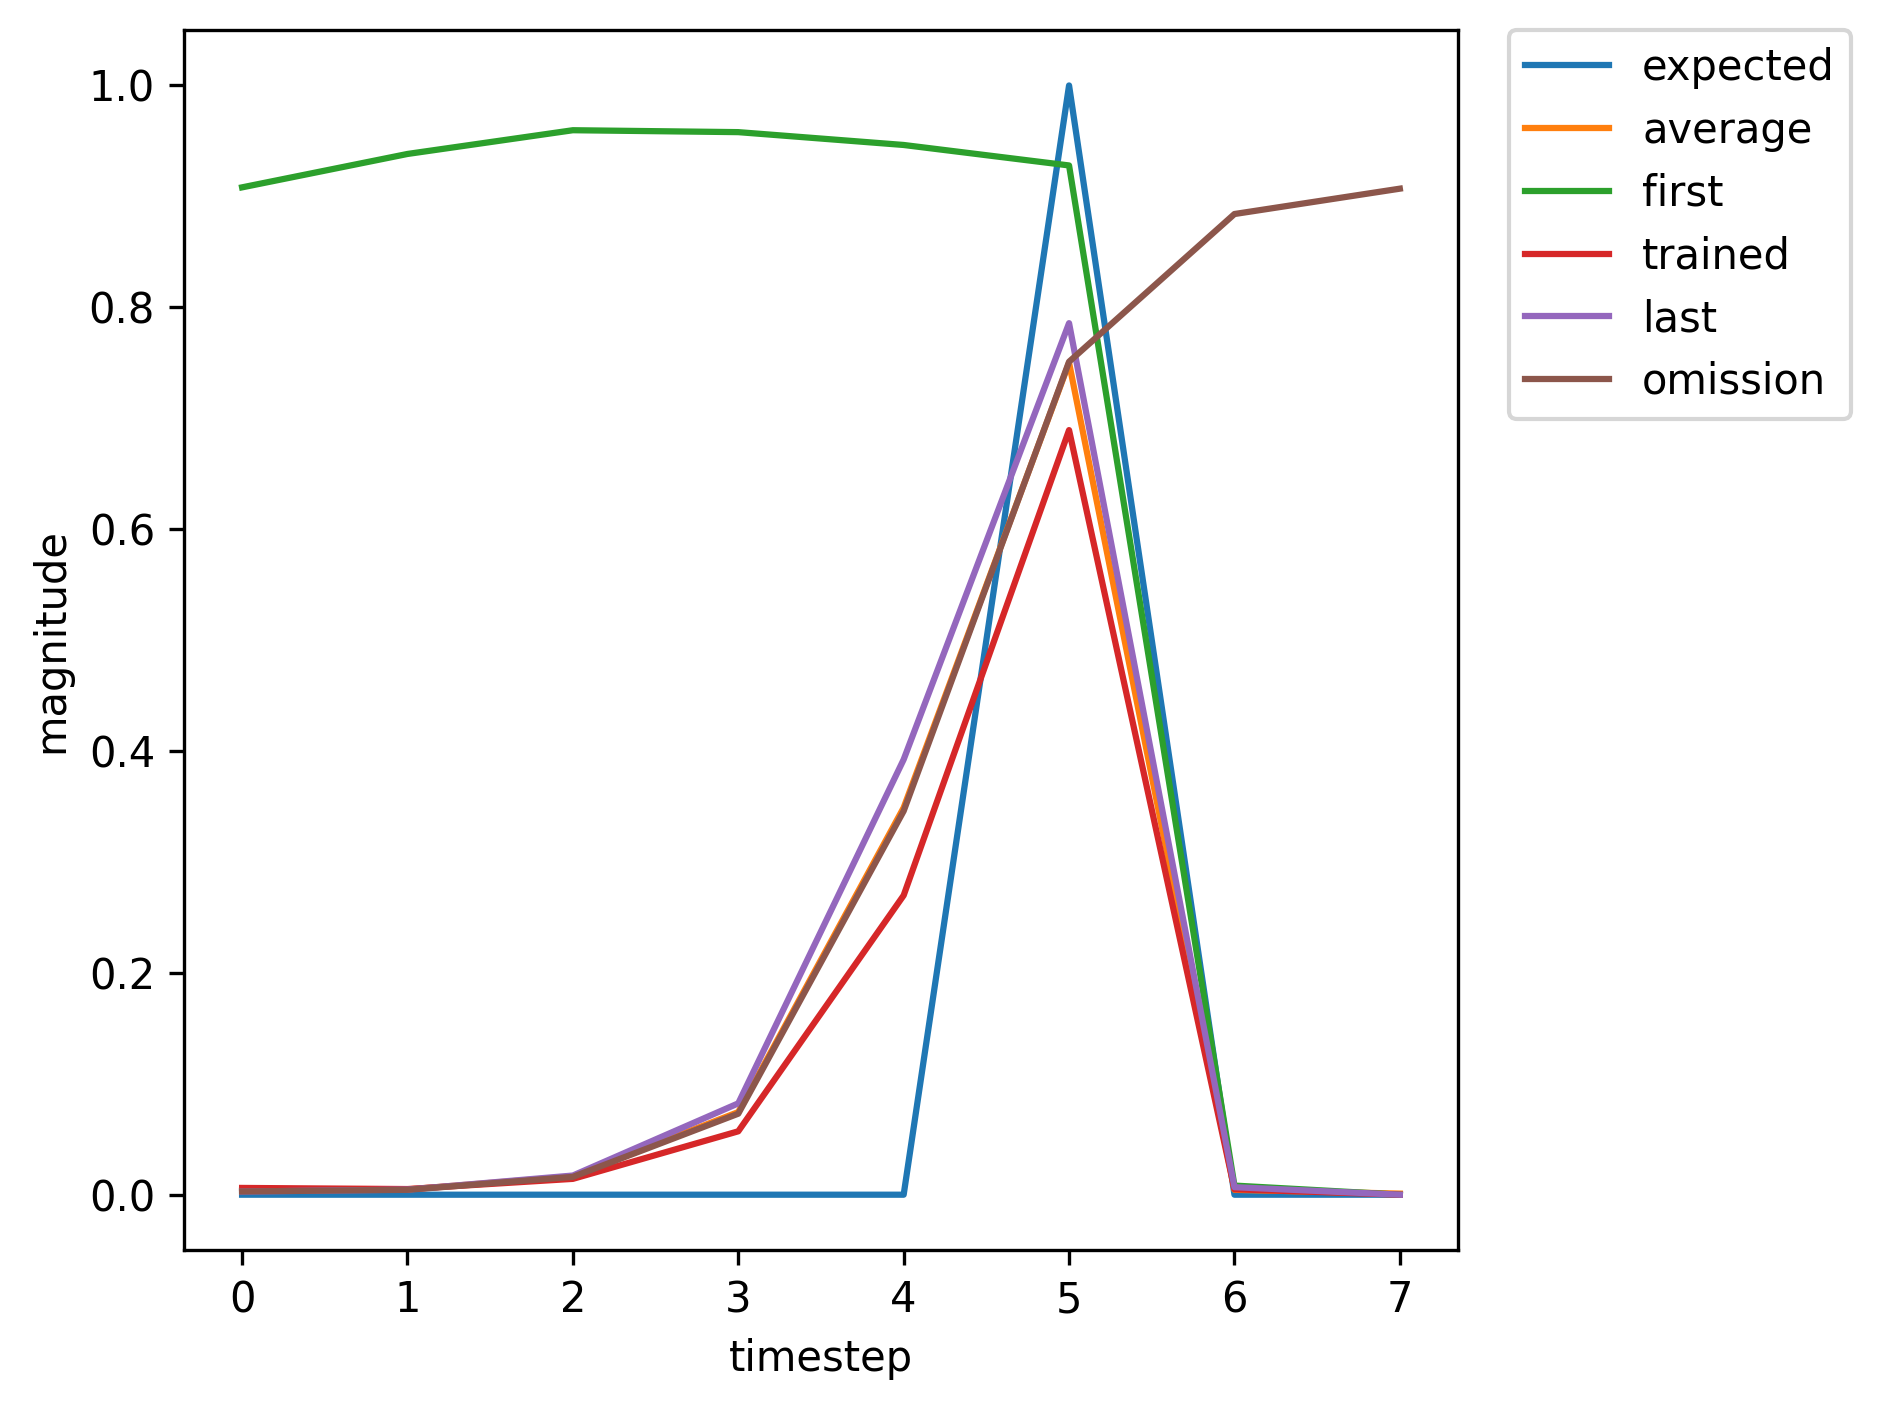 1.0
0.8
0.6
0.4
0.2
0.0
magnitude
0 1 2 3 4 5 6 7
timestep
expected
average
first
trained
last
omission